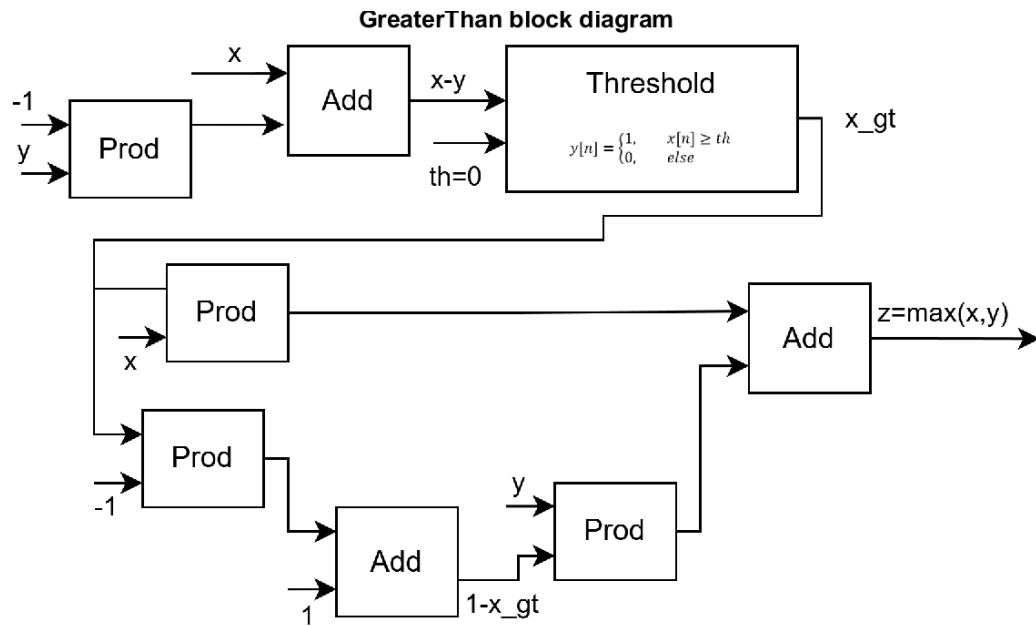 GreaterThan block diagram
x
Add
x-y
Threshold
y[n] = {1, x[n] ≥ th
0, else
x_gt
-1
y
Prod
th=0
Prod
x
Add
z=max(x,y)
Prod
-1
Add
1
1-x_gt
y
Prod